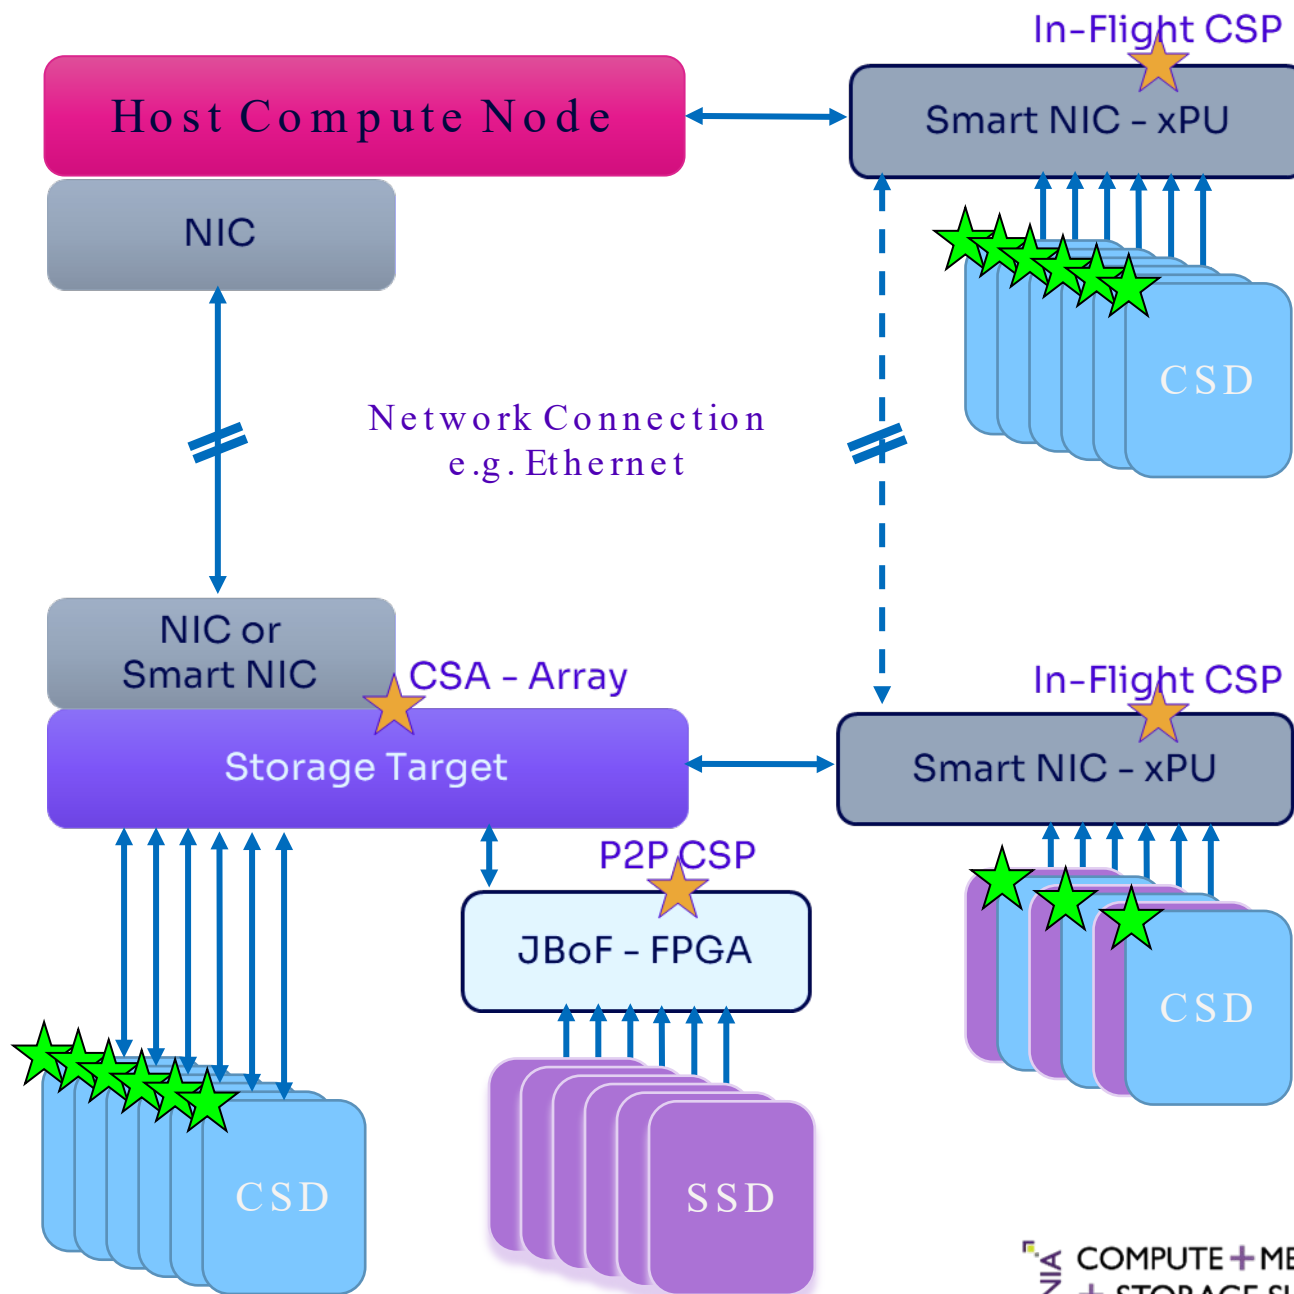 In-Flight CSP
Host Compute Node
Smart NIC - xPU
NIC
CSD
Network Connection
e.g. Ethernet
NIC or
Smart NIC
CSA - Array
In-Flight CSP
Storage Target
Smart NIC - xPU
P2P CSP
JBoF - FPGA
CSD
CSD
SSD
COMPUTE + ME
+ STORAGE